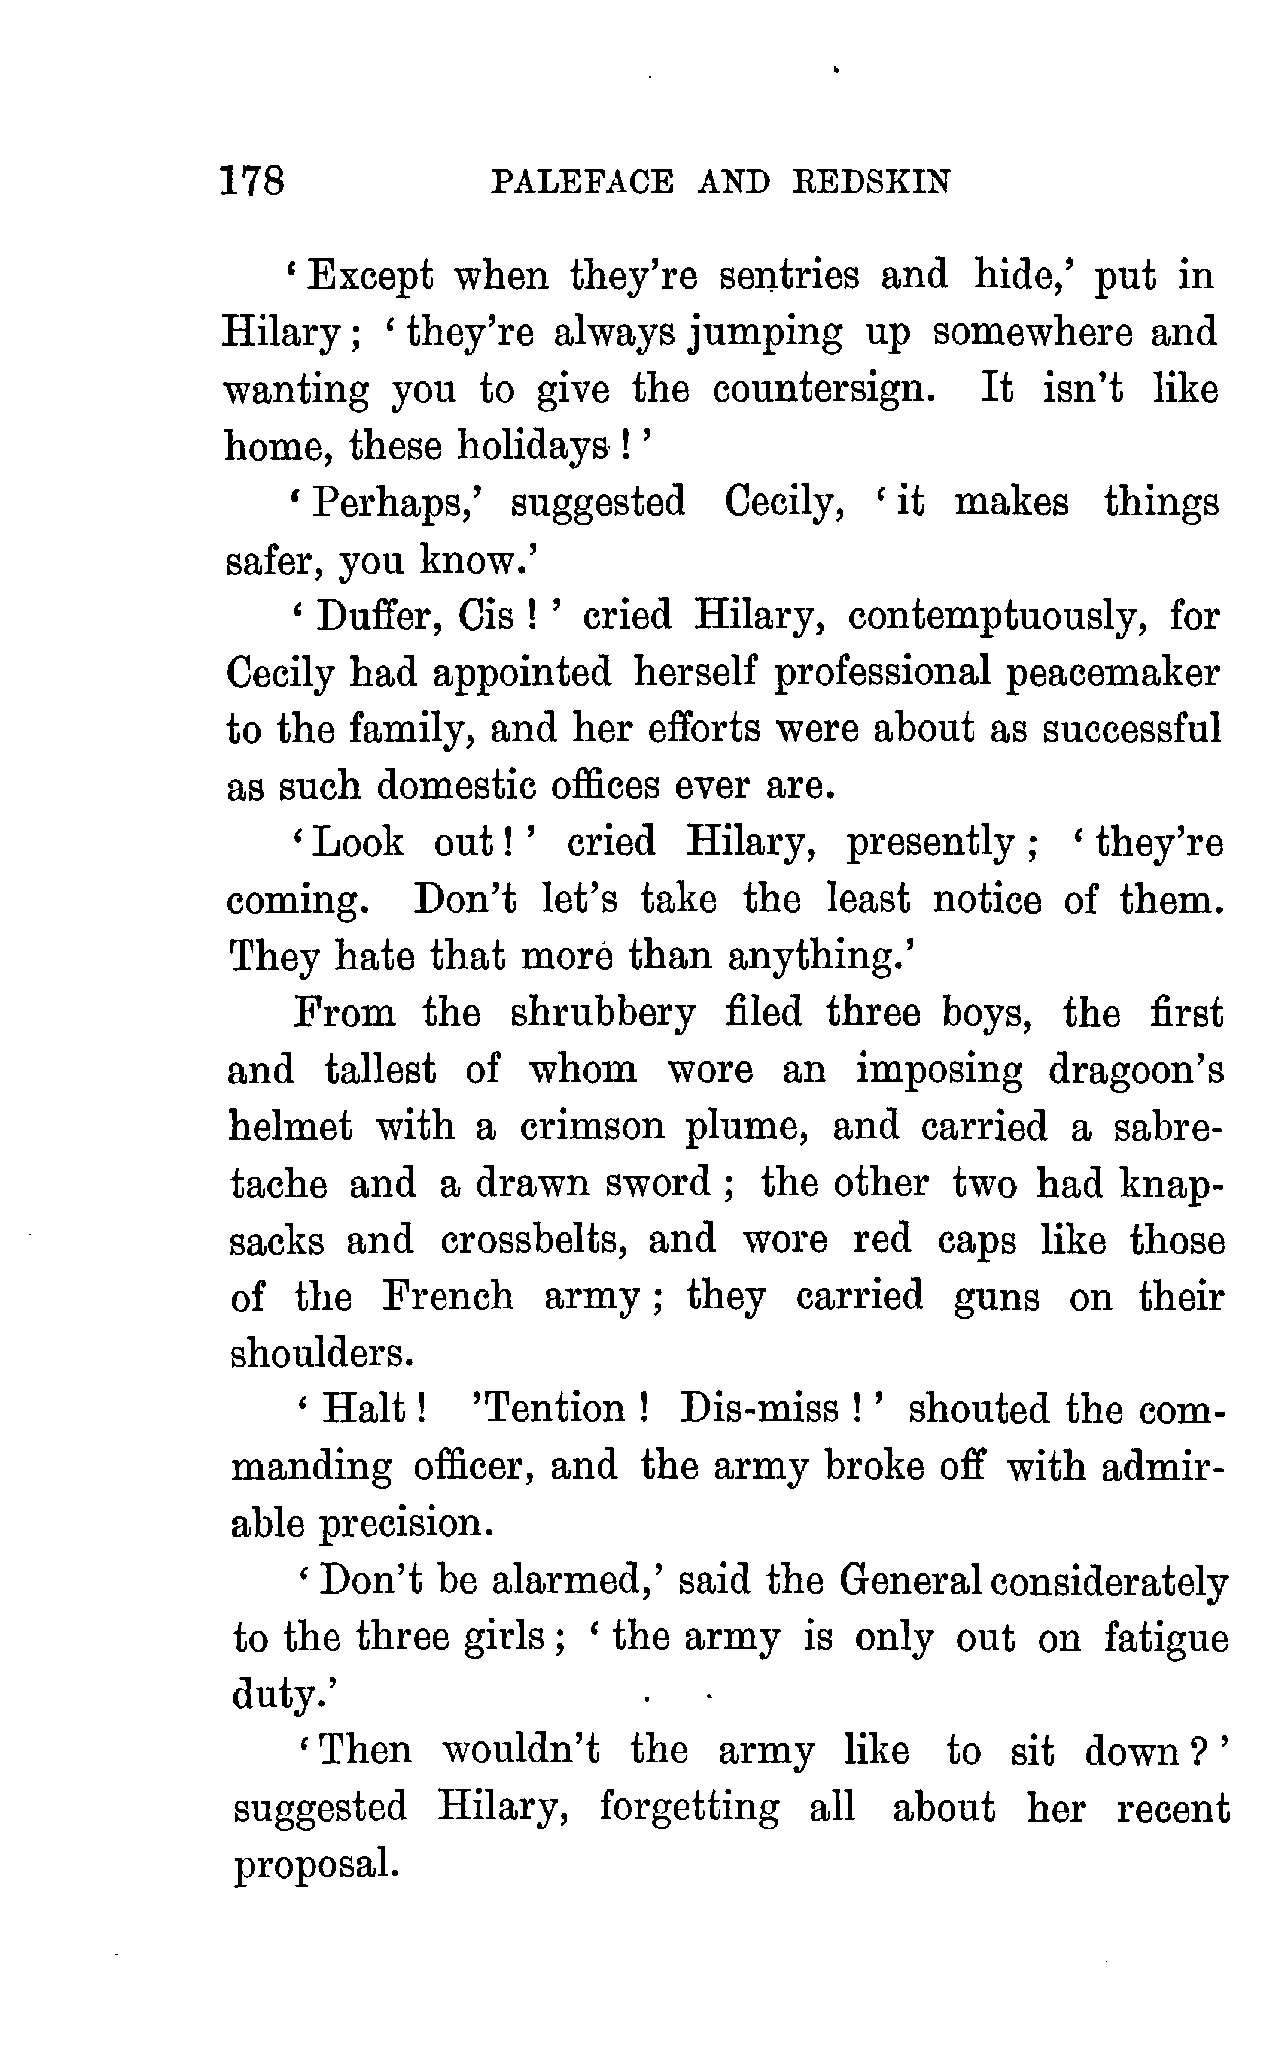 178 PALEFACE AND REDSKIN
‘Except when they’re sentries and hide,’ put in
Hilary; ‘they’re always jumping up somewhere and
wanting you to give the countersign. It isn’t like
home, these holidays!’
‘Perhaps,’ suggested Cecily, ‘it makes things
safer, you know.’
‘Duffer, Cis!’ cried Hilary, contemptuously, for
Cecily had appointed herself professional peacemaker
to the family, and her efforts were about as successful
as such domestic offices ever are.
‘Look out!’ cried Hilary, presently; ‘they’re
coming. Don’t let’s take the least notice of them.
They hate that more than anything.’
From the shrubbery filed three boys, the first
and tallest of whom wore an imposing dragoon’s
helmet with a crimson plume, and carried a sabre-
tache and a drawn sword; the other two had knap-
sacks and crossbelts, and wore red caps like those
of the French army; they carried guns on their
shoulders.
‘Halt! ’Tention! Dis-miss!’ shouted the com-
manding officer, and the army broke off with admir-
able precision.
‘Don’t be alarmed,’ said the General considerately
to the three girls; ‘the army is only out on fatigue
duty.’
‘Then wouldn’t the army like to sit down?’
suggested Hilary, forgetting all about her recent
proposal.